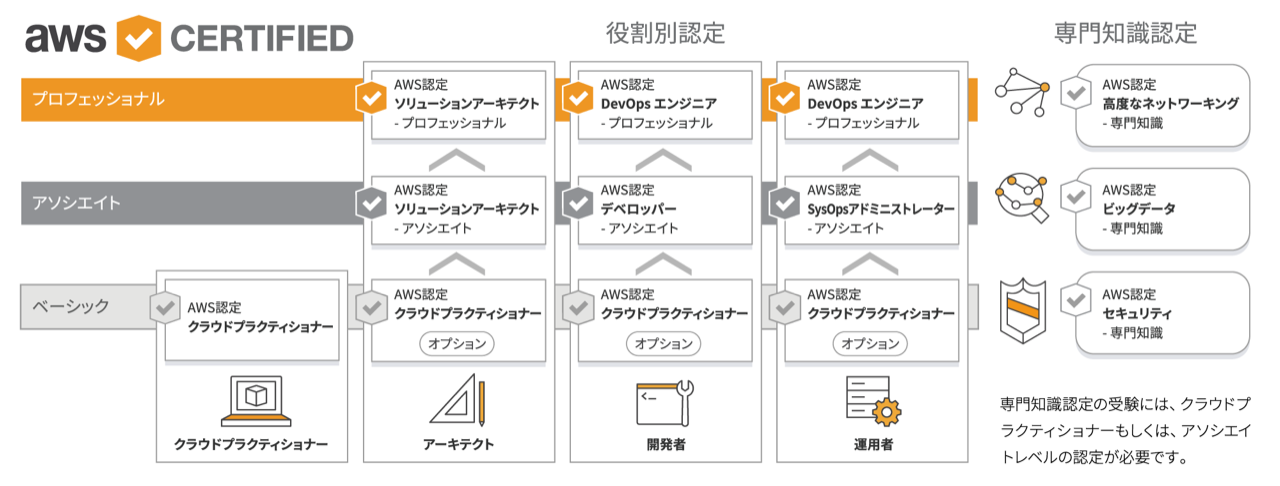 aws CERTIFIED
役割別認定
専門知識認定
プロフェッショナル
AWS認定
ソリューションアーキテクト
- プロフェッショナル
AWS認定
DevOps エンジニア
- プロフェッショナル
AWS認定
DevOps エンジニア
- プロフェッショナル
AWS認定
高度なネットワーキング
- 専門知識
アソシエイト
AWS認定
ソリューションアーキテクト
- アソシエイト
AWS認定
デベロッパー
- アソシエイト
AWS認定
SysOpsアドミニストレーター
- アソシエイト
AWS認定
ビッグデータ
- 専門知識
ベーシック
AWS認定
クラウドプラクティショナー
AWS認定
クラウドプラクティショナー
オプション
AWS認定
クラウドプラクティショナー
オプション
AWS認定
クラウドプラクティショナー
オプション
AWS認定
セキュリティ
- 専門知識
クラウドプラクティショナー
アーキテクト
開発者
運用者
専門知識認定の受験には、クラウドプ
ラクティショナーもしくは、アソシエイ
トレベルの認定が必要です。